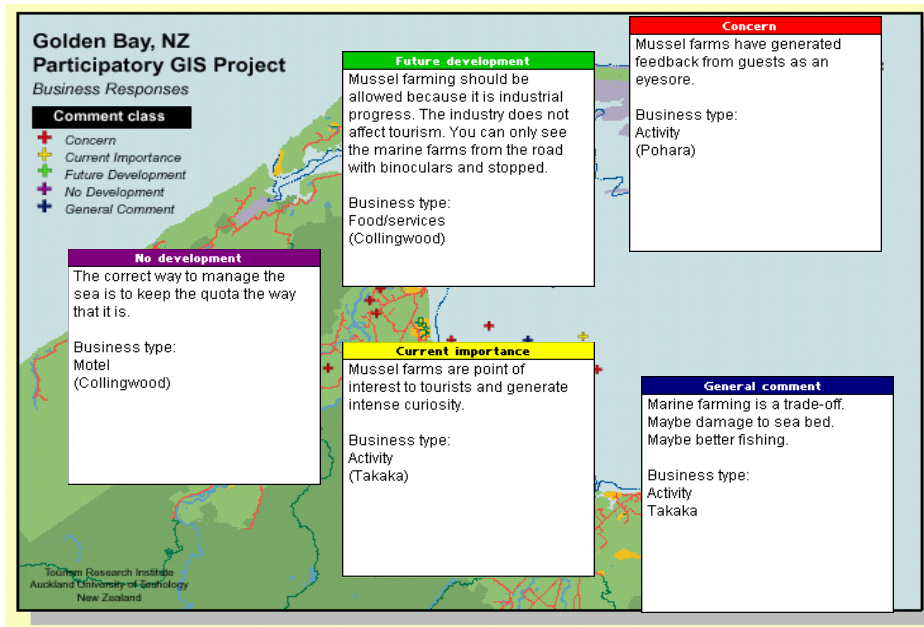 Golden Bay, NZ
Participatory GIS Project
Business Responses
Comment class
Concern
Current Importance
Future Development
No Development
General Comment
Future development
Mussel farming should be
allowed because it is industrial
progress. The industry does not
affect tourism. You can only see
the marine farms from the road
with binoculars and stopped.
Business type:
Food/services
(Collingwood)
Concern
Mussel farms have generated
feedback from guests as an
eyesore.
Business type:
Activity
(Pohara)
No development
The correct way to manage the
sea is to keep the quota the way
that it is.
Business type:
Motel
(Collingwood)
Current importance
Mussel farms are point of
interest to tourists and generate
intense curiosity.
Business type:
Activity
(Takaka)
General comment
Marine farming is a trade-off.
Maybe damage to sea bed.
Maybe better fishing.
Business type:
Activity
Takaka
Tourism Research Institute
Auckland University of Technology
New Zealand